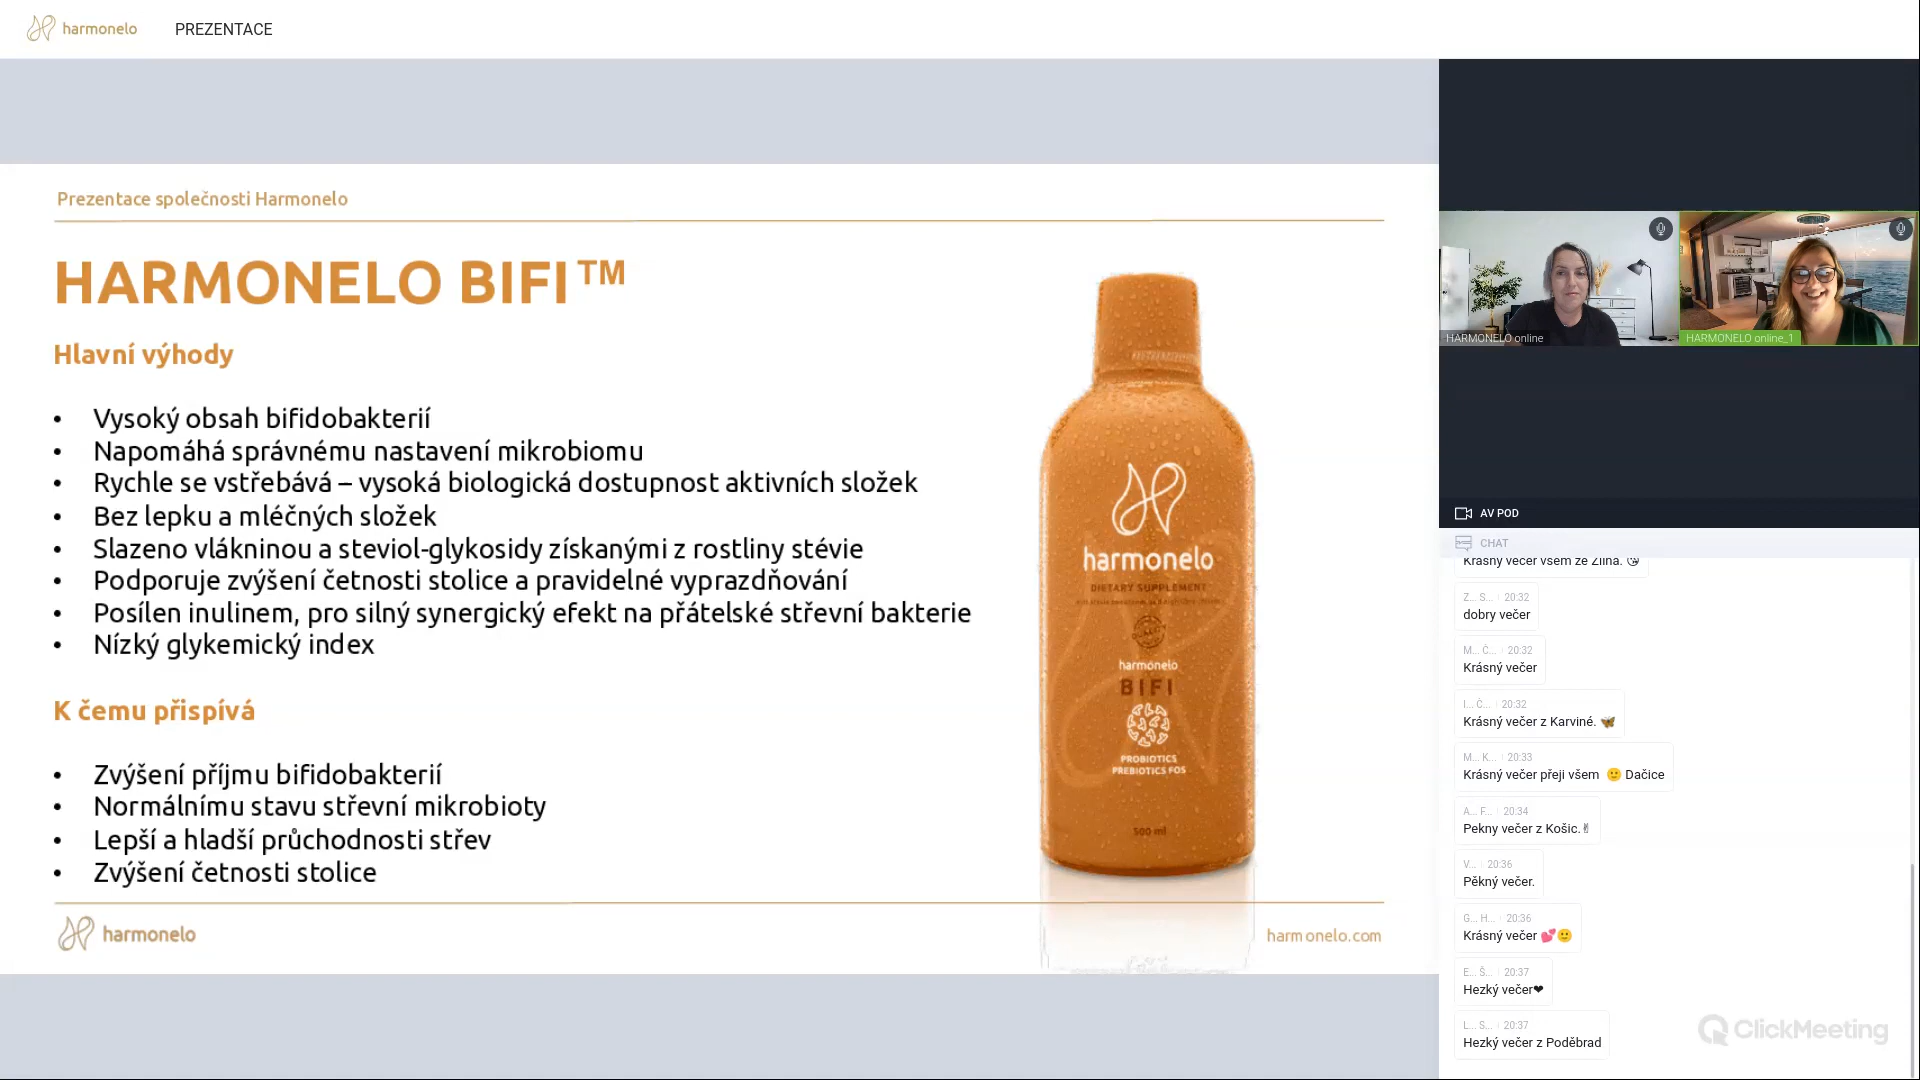 harmonelo PREZENTACE
Prezentace společnosti Harmonelo
HARMONELO BIFI™
Hlavní výhody
• Vysoký obsah bifidobakterií
• Napomáhá správnému nastavení mikrobiomu
• Rychle se vstřebává – vysoká biologická dostupnost aktivních složek
• Bez lepku a mléčných složek
• Slazeno vlákninou a steviol-glykosidy získanými z rostliny stévie
• Podporuje zvýšení četnosti stolice a pravidelné vyprazdňování
• Posílen inulinem, pro silný synergický efekt na přátelské střevní bakterie
• Nízký glykemický index
K čemu přispívá
• Zvýšení příjmu bifidobakterií
• Normálnímu stavu střevní mikrobioty
• Lepší a hladší průchodnosti střev
• Zvýšení četnosti stolice
harmonelo
harmonelo.com
harmonelo
DIETARY SUPPLEMENT
harmonelo
BIFI
PROBIOTICS
PREBIOTICS FOS
500 ml
HARMONELO online
HARMONELO online_1
AV POD
CHAT
Krásný večer všem ze Zlína. 😘
Z... S... 20:32
dobry večer
M... Č... 20:32
Krásný večer
I... Č... 20:32
Krásný večer z Karviné. 🦋
M... K... 20:33
Krásný večer přeji všem 🙂 Dačice
A... F... 20:34
Pekny večer z Košic.✌
V... 20:36
Pěkný večer.
G... H... 20:36
Krásný večer 💕🙂
E... Š... 20:37
Hezký večer❤
L... S... 20:37
Hezký večer z Poděbrad
ClickMeeting